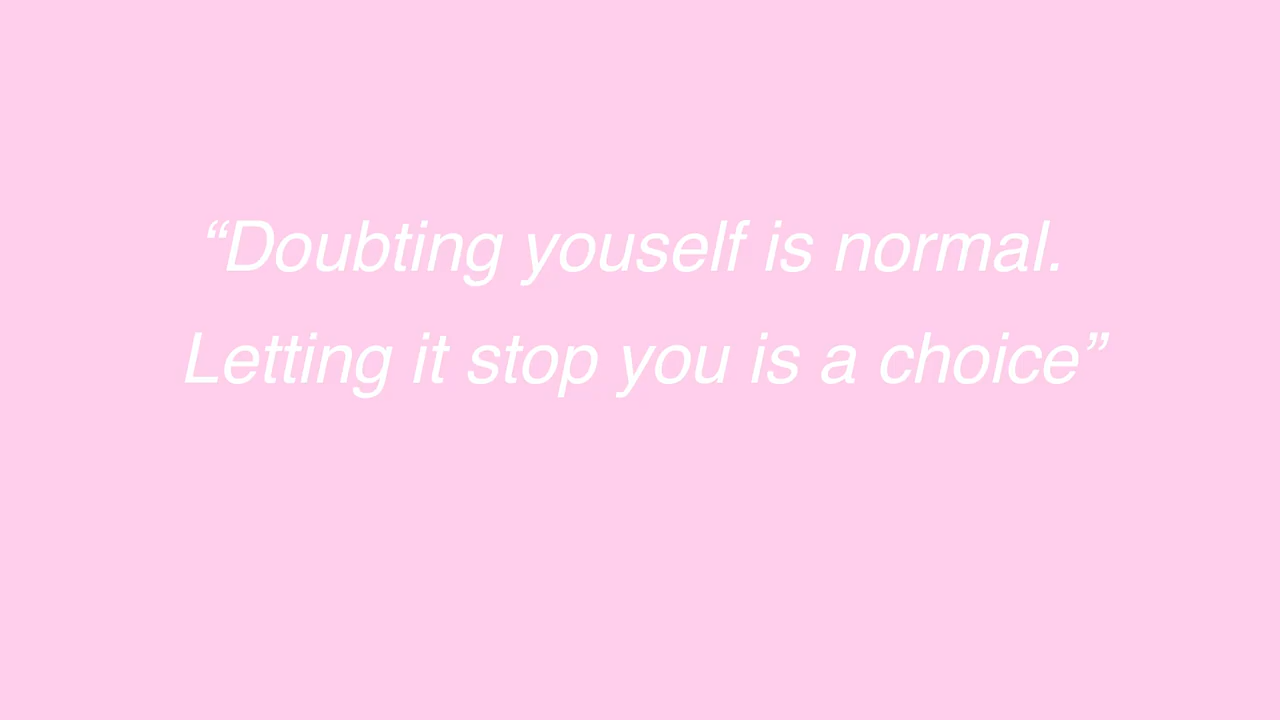 “Doubting youself is normal.
Letting it stop you is a choice”